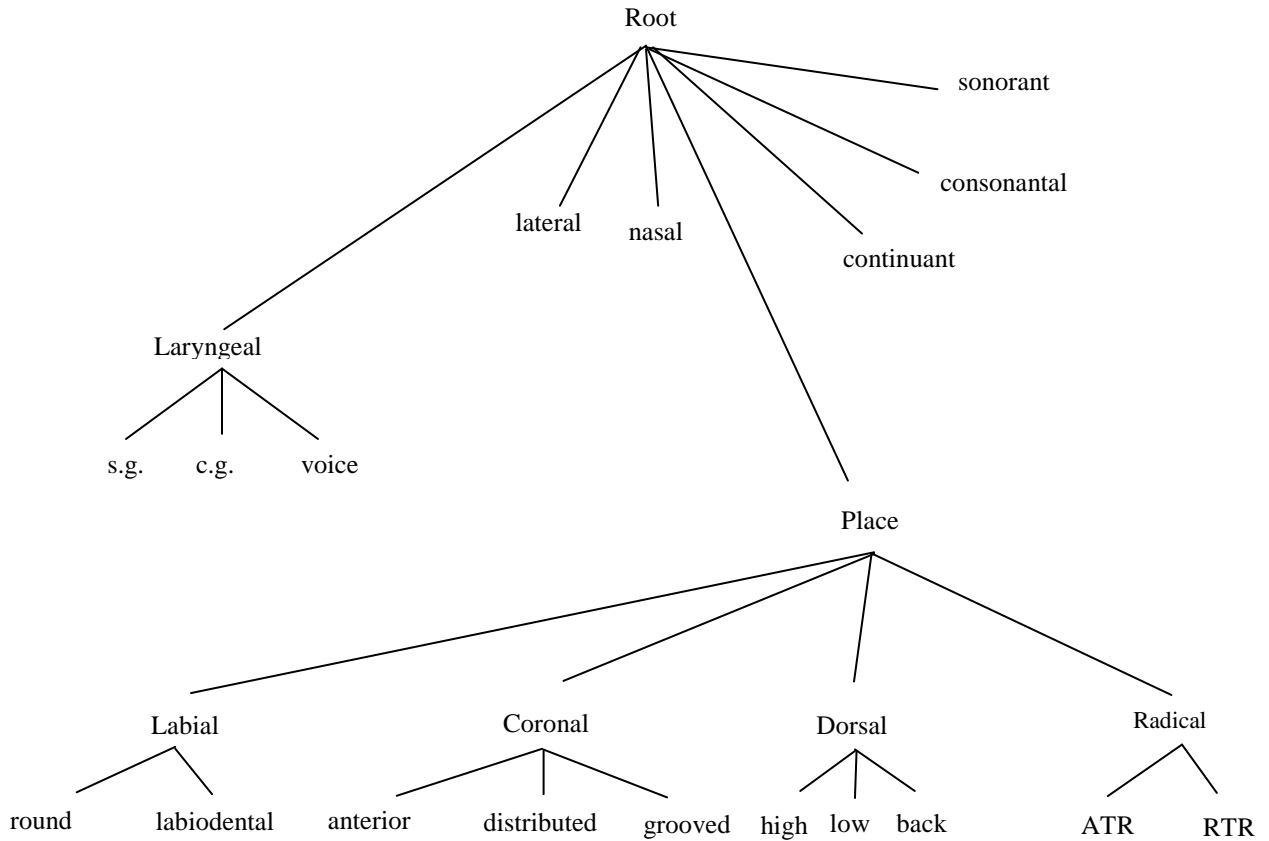 Root
sonorant
consonantal
lateral
nasal
continuant
Laryngeal
s.g. c.g. voice
Place
Labial Coronal Dorsal Radical
round labiodental anterior distributed grooved high low back ATR RTR